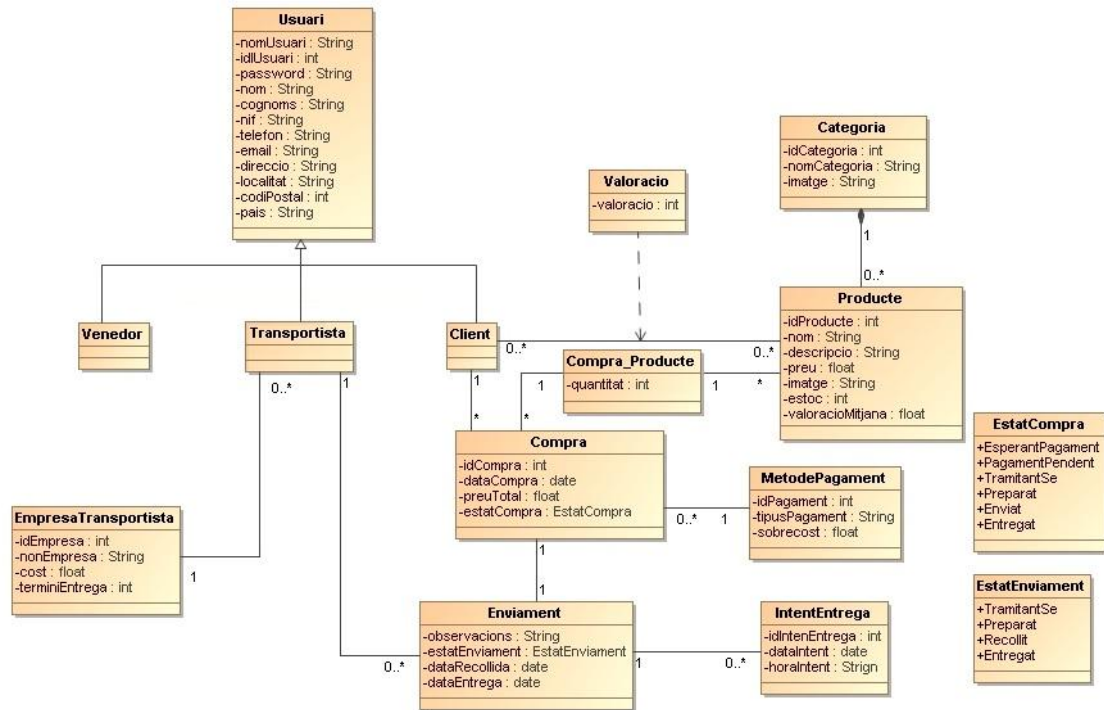 Usuari
-nomUsuari : String
-idlUsuari : int
-password : String
-nom : String
-cognoms : String
-nif : String
-telefon : String
-email : String
-direccio : String
-localitat : String
-codiPostal : int
-pais : String
Categoria
-idCategoria : int
-nomCategoria : String
-imatge : String
Valoracio
-valoracio : int
1
0..*
Venedor
Transportista
Client
0..*
0..*
Producte
-idProducte : int
-nom : String
-descripcio : String
-preu : float
-imatge : String
-estoc : int
-valoracioMitjana : float
Compra_Producte
-quantitat : int
1
*
1
*
0..*
1
1
*
Compra
-idCompra : int
-dataCompra : date
-preuTotal : float
-estatCompra : EstatCompra
0..*
1
MetodePagament
-idPagament : int
-tipusPagament : String
-sobrecost : float
EstatCompra
+EsperantPagament
+PagamentPendent
+TramitantSe
+Preparat
+Enviat
+Entregat
EmpresaTransportista
-idEmpresa : int
-nonEmpresa : String
-cost : float
-terminiEntrega : int
1
1
1
Enviament
-observacions : String
-estatEnviament : EstatEnviament
-dataRecollida : date
-dataEntrega : date
0..*
1
0..*
IntentEntrega
-idIntenEntrega : int
-dataIntent : date
-horaIntent : Strign
EstatEnviament
+TramitantSe
+Preparat
+Recollit
+Entregat